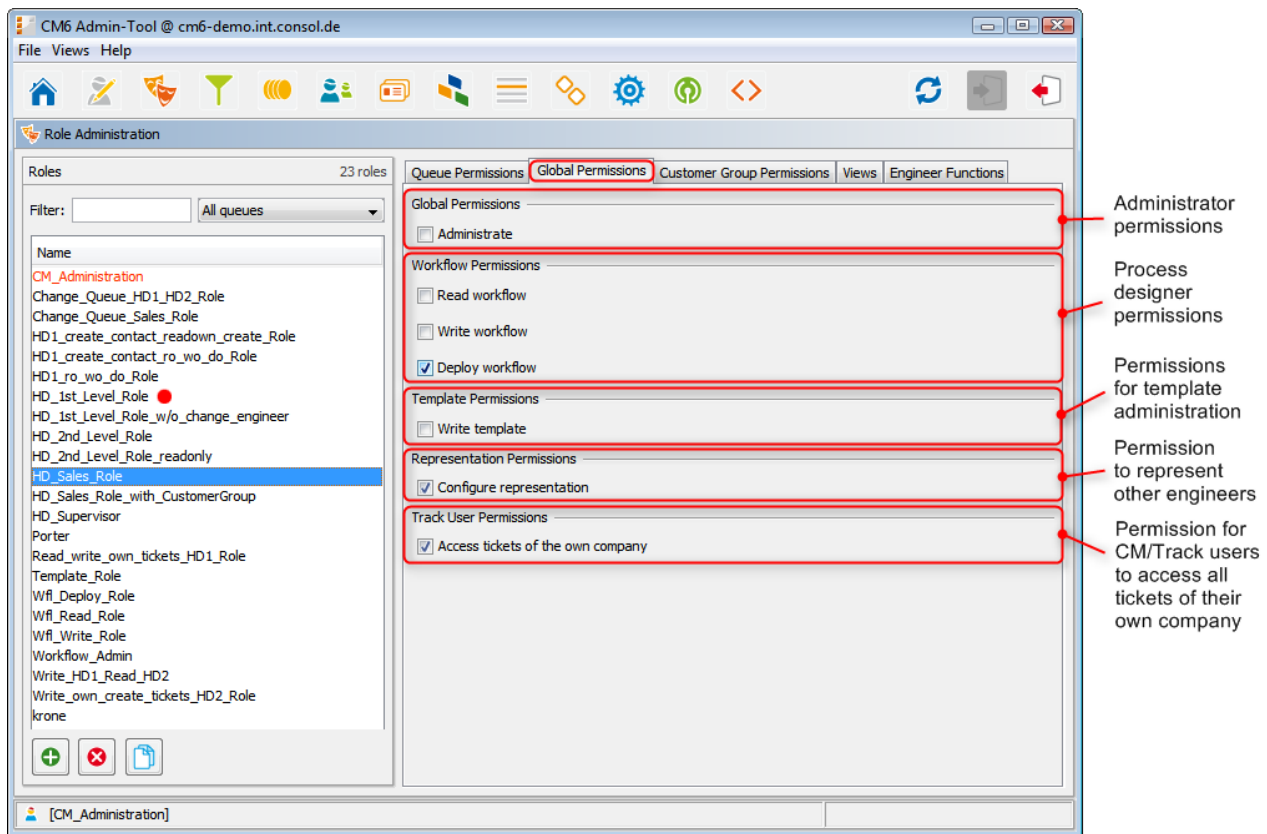 CM6 Admin-Tool @ cm6-demo.int.consol.de
File Views Help
Role Administration
Roles 23 roles
Filter: All queues
Name
CM_Administration
Change_Queue_HD1_HD2_Role
Change_Queue_Sales_Role
HD1_create_contact_readown_create_Role
HD1_create_contact_ro_wo_do_Role
HD1_ro_wo_do_Role
HD_1st_Level_Role
HD_1st_Level_Role_w/o_change_engineer
HD_2nd_Level_Role
HD_2nd_Level_Role_readonly
HD_Sales_Role
HD_Sales_Role_with_CustomerGroup
HD_Supervisor
Porter
Read_write_own_tickets_HD1_Role
Template_Role
Wfl_Deploy_Role
Wfl_Read_Role
Wfl_Write_Role
Workflow_Admin
Write_HD1_Read_HD2
Write_own_create_tickets_HD2_Role
krone
Queue Permissions Global Permissions Customer Group Permissions Views Engineer Functions
Global Permissions
Administrate
Workflow Permissions
Read workflow
Write workflow
Deploy workflow
Template Permissions
Write template
Representation Permissions
Configure representation
Track User Permissions
Access tickets of the own company
Administrator
permissions
Process
designer
permissions
Permissions
for template
administration
Permission
to represent
other engineers
Permission for
CM/Track users
to access all
tickets of their
own company
[CM_Administration]